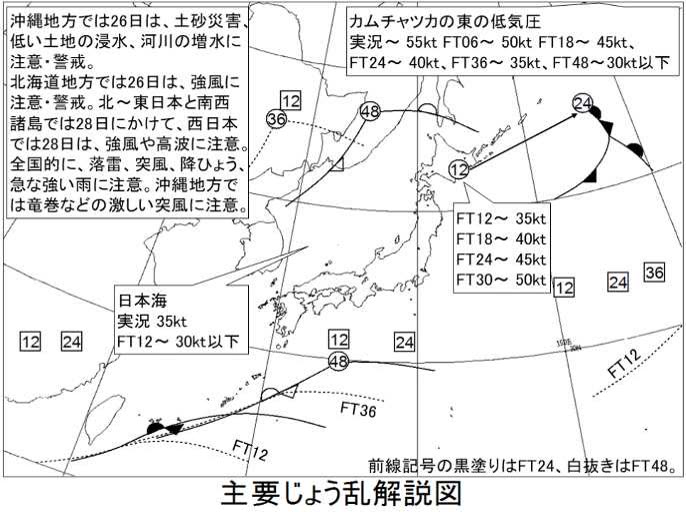 沖縄地方では26日は、土砂災害、
低い土地の浸水、河川の増水に
注意・警戒。
北海道地方では26日は、強風に
注意・警戒。北～東日本と南西
諸島では28日にかけて、西日本
では28日は、強風や高波に注意。
全国的に、落雷、突風、降ひょう、
急な強い雨に注意。沖縄地方で
は竜巻などの激しい突風に注意。
カムチャツカの東の低気圧
実況～ 55kt FT06～ 50kt FT18～ 45kt、
FT24～ 40kt、FT36～ 35kt、FT48～30kt以下
12
36
48
24
12
FT12～ 35kt
FT18～ 40kt
FT24～ 45kt
FT30～ 50kt
日本海
実況 35kt
FT12～ 30kt以下
12
24
36
12
24
12
24
48
FT12
FT36
FT12
前線記号の黒塗りはFT24、白抜きはFT48。
主要じょう乱解説図